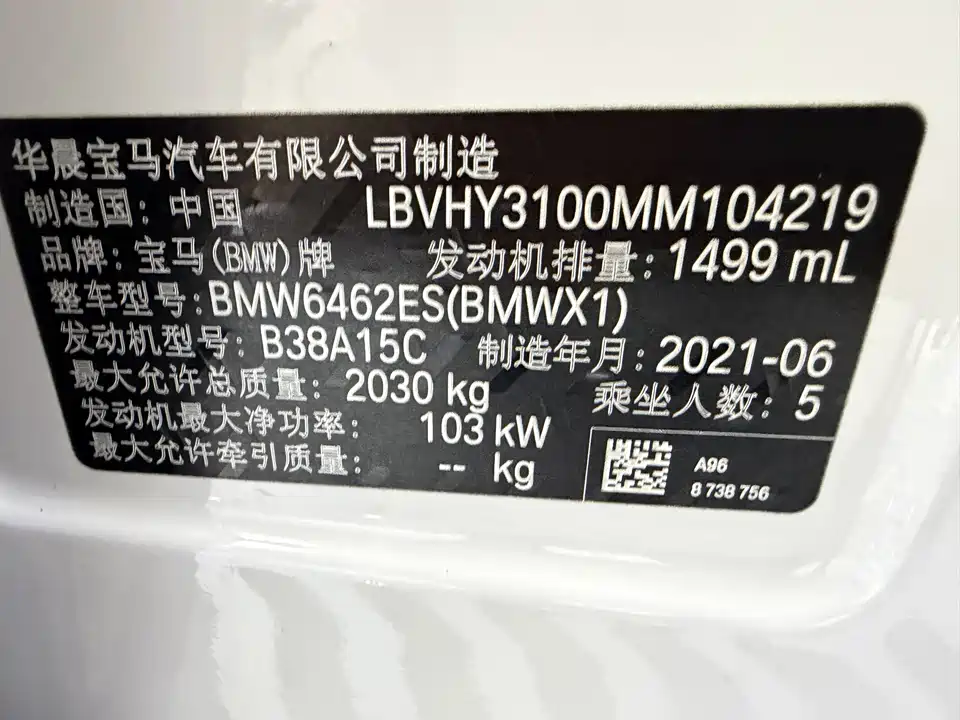 华晨宝马汽车有限公司制造
制造国：中国 LBVHY3100MM104219
品牌：宝马(BMW)牌 发动机排量：1499 mL
整车型号：BMW6462ES(BMWX1)
发动机型号：B38A15C 制造年月：2021-06
最大允许总质量：2030 kg 乘坐人数：5
发动机最大净功率：103 kW
最大允许牵引质量：-- kg
A96
8 738 756